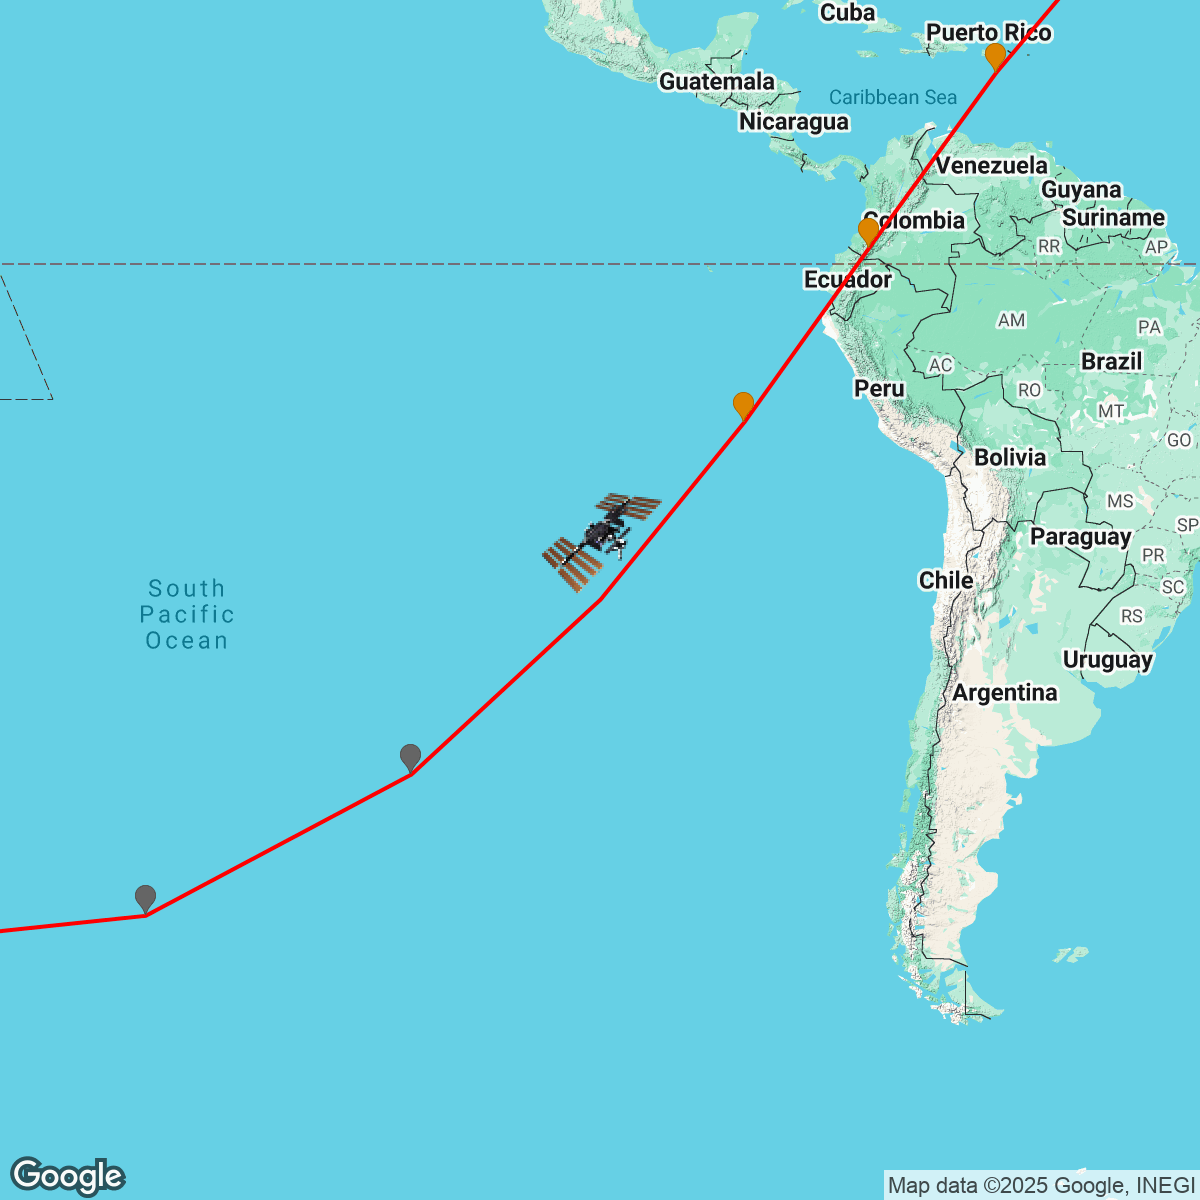 Cuba
Puerto Rico
Guatemala
Caribbean Sea
Nicaragua
Venezuela
Guyana
Colombia
Suriname
RR
AP
Ecuador
AM
PA
Brazil
AC
Peru
RO
MT
GO
Bolivia
MS
SP
Paraguay
PR
Chile
SC
South
Pacific
Ocean
RS
Uruguay
Argentina
Google
Map data ©2025 Google, INEGI